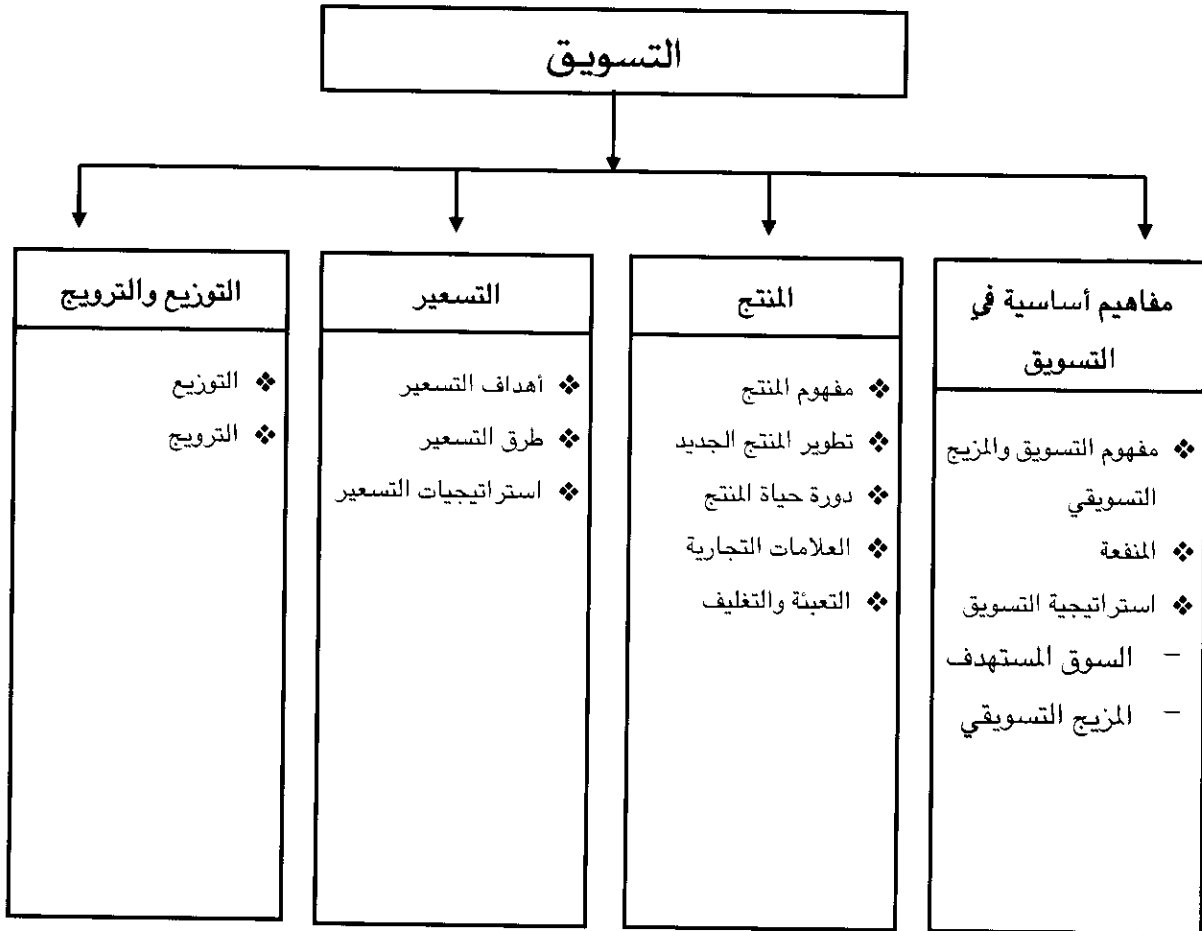 التسويق
مفاهيم أساسية في
التسويق
❖ مفهوم التسويق والمزيج
التسويقي
❖ المنفعة
❖ استراتيجية التسويق
– السوق المستهدف
– المزيج التسويقي
المنتج
❖ مفهوم المنتج
❖ تطوير المنتج الجديد
❖ دورة حياة المنتج
❖ العلامات التجارية
❖ التعبئة والتغليف
التسعير
❖ أهداف التسعير
❖ طرق التسعير
❖ استراتيجيات التسعير
التوزيع والترويج
❖ التوزيع
❖ الترويج